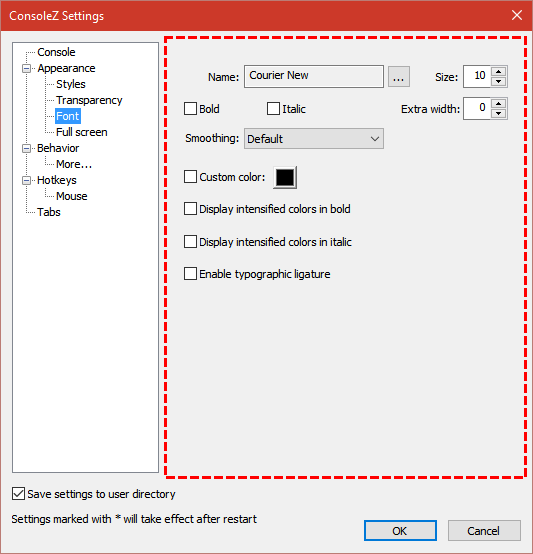 ConsoleZ Settings
Console
Appearance
Styles
Transparency
Font
Full screen
Behavior
More...
Hotkeys
Mouse
Tabs
Name: Courier New ... Size: 10
Bold Italic Extra width: 0
Smoothing: Default
Custom color:
Display intensified colors in bold
Display intensified colors in italic
Enable typographic ligature
Save settings to user directory
Settings marked with * will take effect after restart
OK Cancel